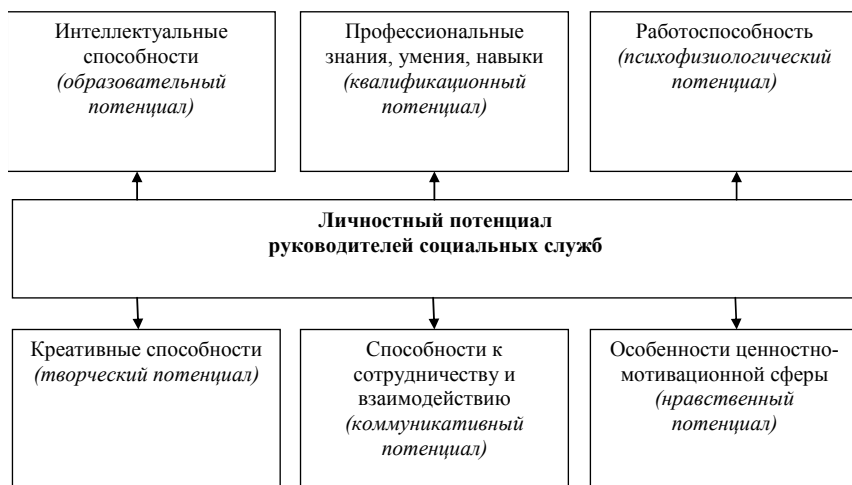 Интеллектуальные
способности
(образовательный
потенциал)
Профессиональные
знания, умения, навыки
(квалификационный
потенциал)
Работоспособность
(психофизиологический
потенциал)
Личностный потенциал
руководителей социальных служб
Креативные способности
(творческий потенциал)
Способности к
сотрудничеству и
взаимодействию
(коммуникативный
потенциал)
Особенности ценностно-
мотивационной сферы
(нравственный
потенциал)